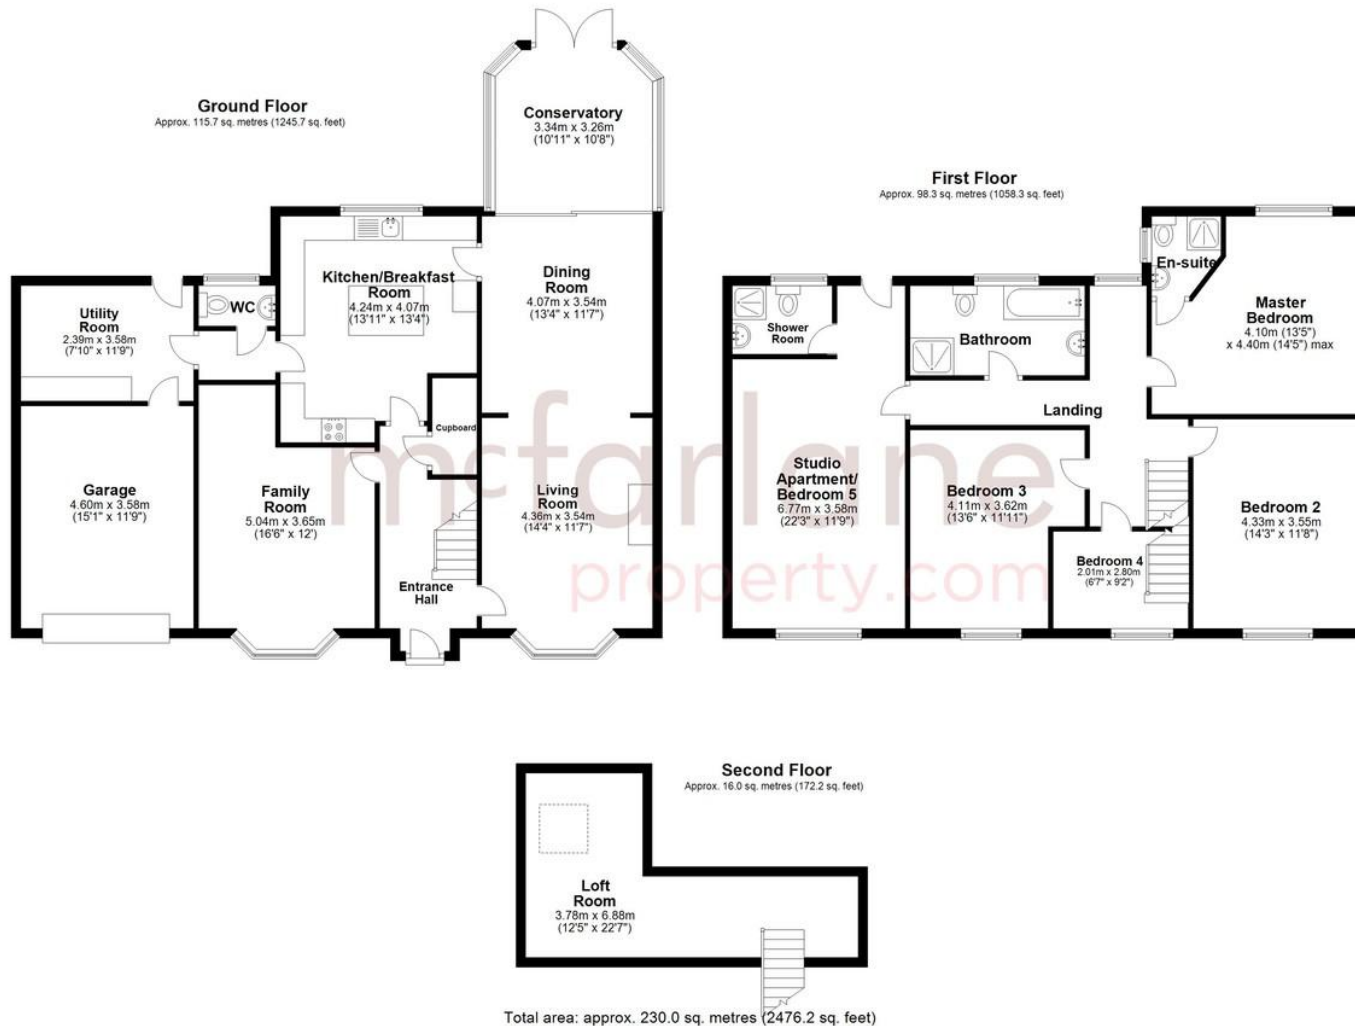 Ground Floor
Approx. 115.7 sq. metres (1245.7 sq. feet)
Conservatory
3.34m x 3.26m
(10'11" x 10'8")
Kitchen/Breakfast
Room
4.24m x 4.07m
(13'11" x 13'4")
Dining
Room
4.07m x 3.54m
(13'4" x 11'7")
Utility
Room
2.39m x 3.58m
(7'10" x 11'9")
WC
Cupboard
Garage
4.60m x 3.58m
(15'1" x 11'9")
Family
Room
5.04m x 3.65m
(16'6" x 12')
Living
Room
4.36m x 3.54m
(14'4" x 11'7")
Entrance
Hall
First Floor
Approx. 98.3 sq. metres (1058.3 sq. feet)
En-suite
Master
Bedroom
4.10m (13'5")
x 4.40m (14'5") max
Shower
Room
Bathroom
Landing
Studio
Apartment/
Bedroom 5
6.77m x 3.58m
(22'3" x 11'9")
Bedroom 3
4.11m x 3.62m
(13'6" x 11'11")
Bedroom 4
2.01m x 2.80m
(6'7" x 9'2")
Bedroom 2
4.33m x 3.55m
(14'3" x 11'8")
mcfarlane
property.com
Second Floor
Approx. 16.0 sq. metres (172.2 sq. feet)
Loft
Room
3.78m x 6.88m
(12'5" x 22'7")
Total area: approx. 230.0 sq. metres (2476.2 sq. feet)